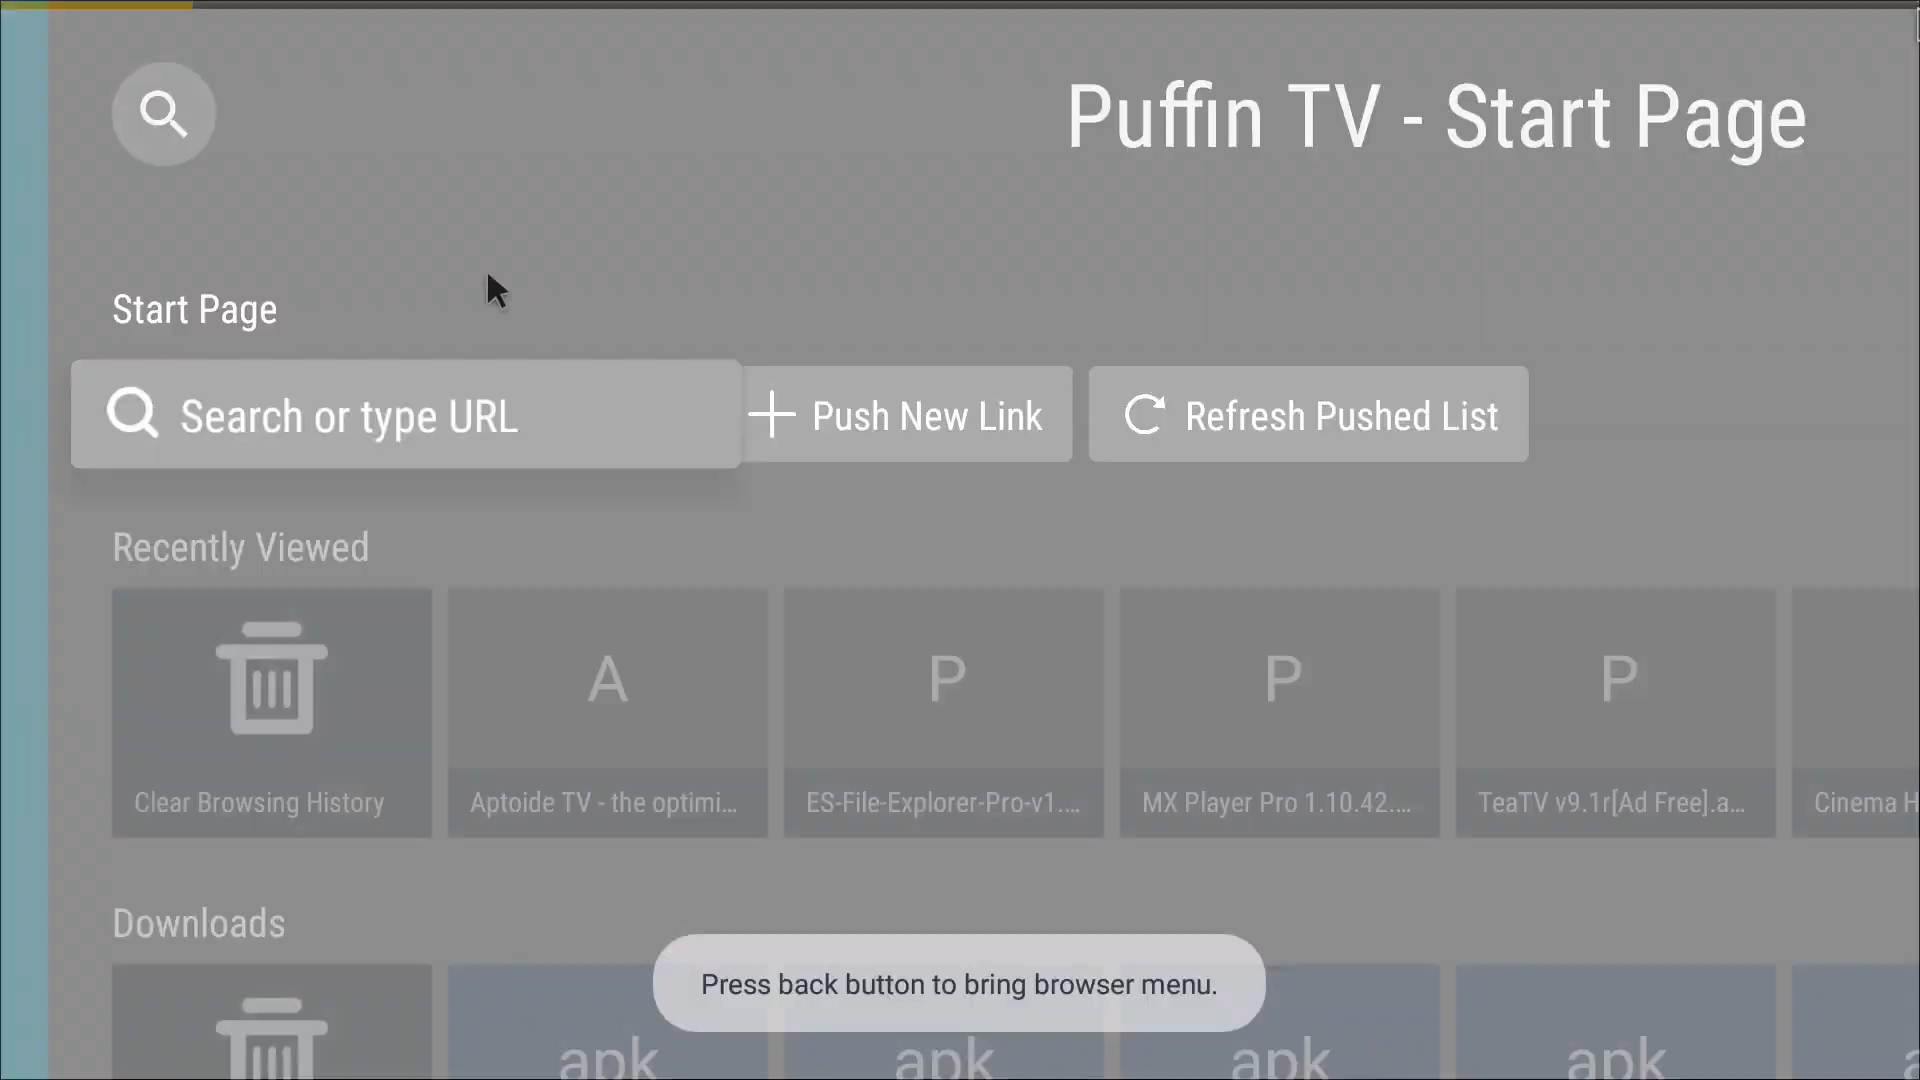 Puffin TV - Start Page
Start Page
Search or type URL
Push New Link
Refresh Pushed List
Recently Viewed
A
P
P
P
Clear Browsing History
Aptoide TV - the optimi...
ES-File-Explorer-Pro-v1....
MX Player Pro 1.10.42....
TeaTV v9.1r[Ad Free].a...
Cinema H
Downloads
Press back button to bring browser menu.
apk
apk
apk
apk